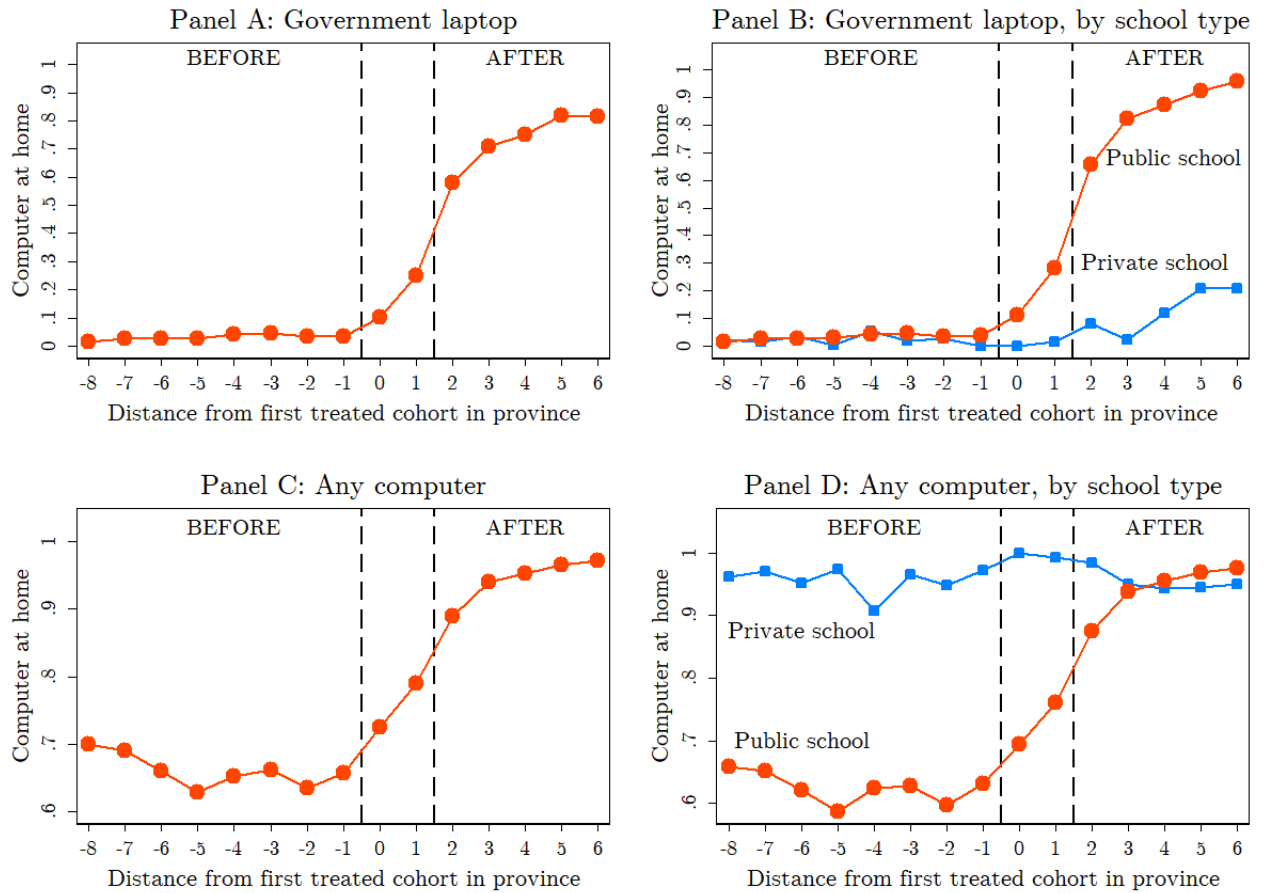 Panel A: Government laptop
BEFORE
AFTER
Computer at home
1
.9
.8
.7
.6
.5
.4
.3
.2
.1
0
-8 -7 -6 -5 -4 -3 -2 -1 0 1 2 3 4 5 6
Distance from first treated cohort in province
Panel B: Government laptop, by school type
BEFORE
AFTER
Computer at home
1
.9
.8
.7
.6
.5
.4
.3
.2
.1
0
Public school
Private school
-8 -7 -6 -5 -4 -3 -2 -1 0 1 2 3 4 5 6
Distance from first treated cohort in province
Panel C: Any computer
BEFORE
AFTER
Computer at home
1
.9
.8
.7
.6
-8 -7 -6 -5 -4 -3 -2 -1 0 1 2 3 4 5 6
Distance from first treated cohort in province
Panel D: Any computer, by school type
BEFORE
AFTER
Computer at home
1
.9
.8
.7
.6
Private school
Public school
-8 -7 -6 -5 -4 -3 -2 -1 0 1 2 3 4 5 6
Distance from first treated cohort in province